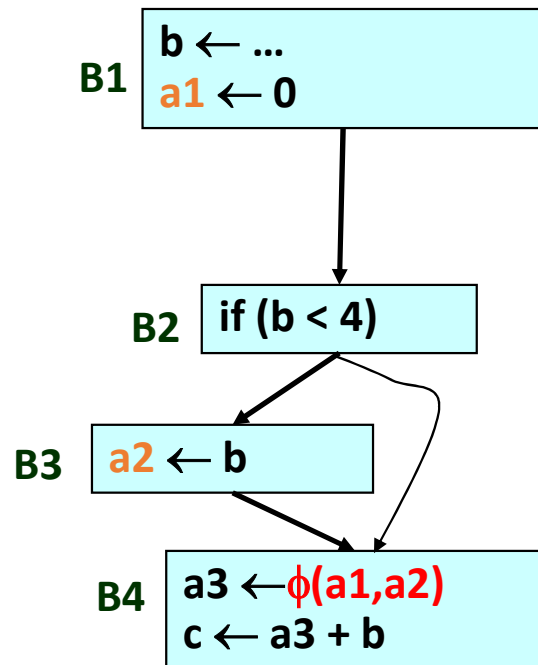 B1
b ← ...
a1 ← 0
B2
if (b < 4)
B3
a2 ← b
B4
a3 ←ϕ(a1,a2)
c ← a3 + b